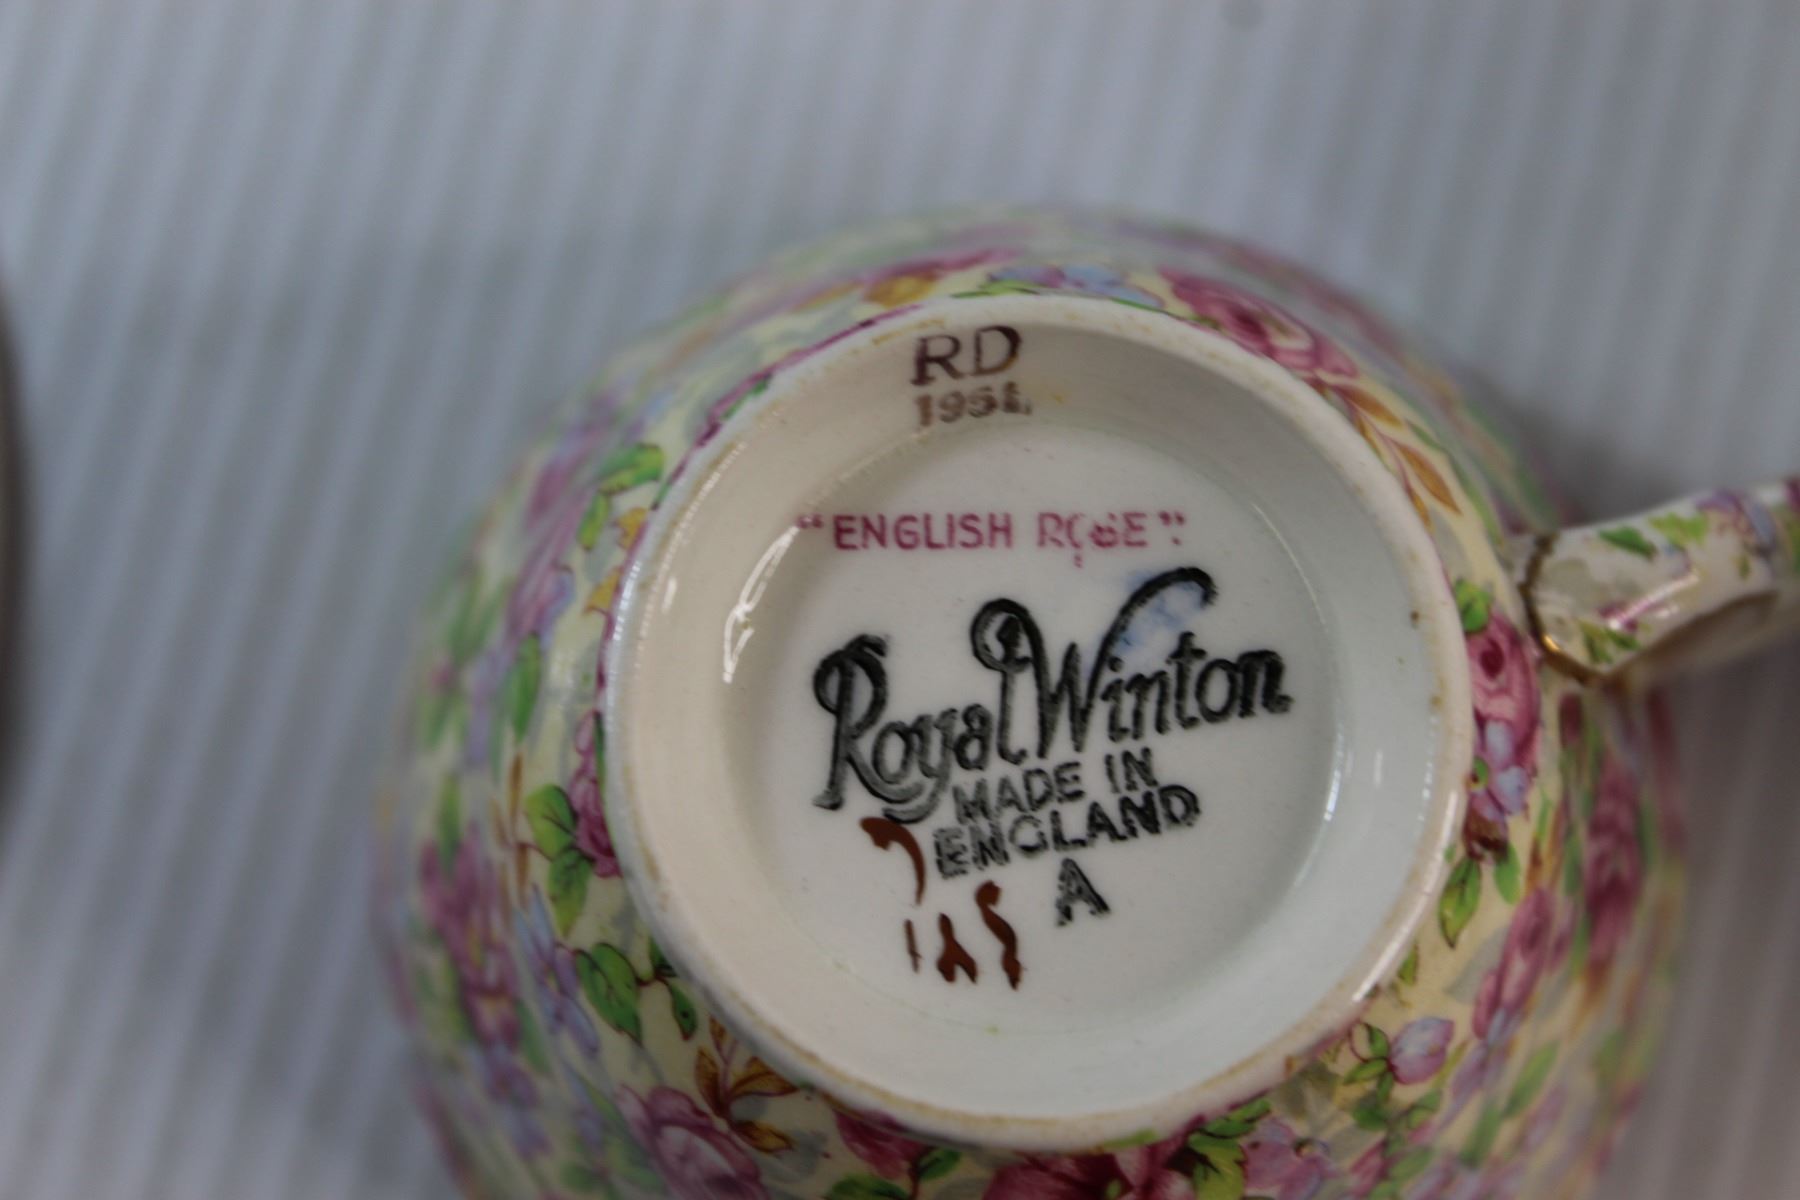 RD
1951
"ENGLISH ROSE"
Royal Winton
MADE IN
ENGLAND
A